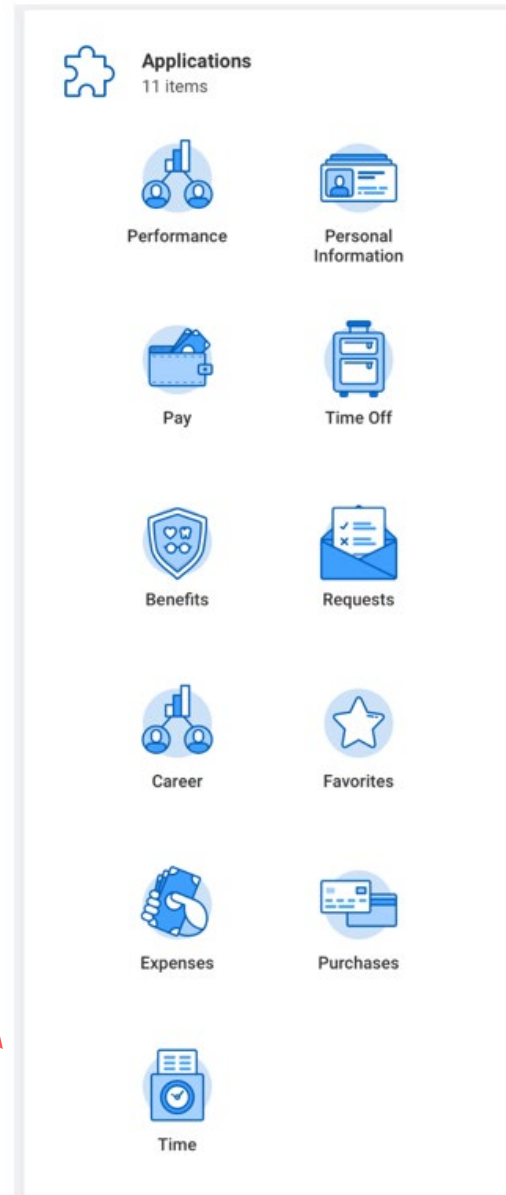 Applications
11 items
Performance
Personal
Information
Pay
Time Off
Benefits
Requests
Career
Favorites
Expenses
Purchases
Time